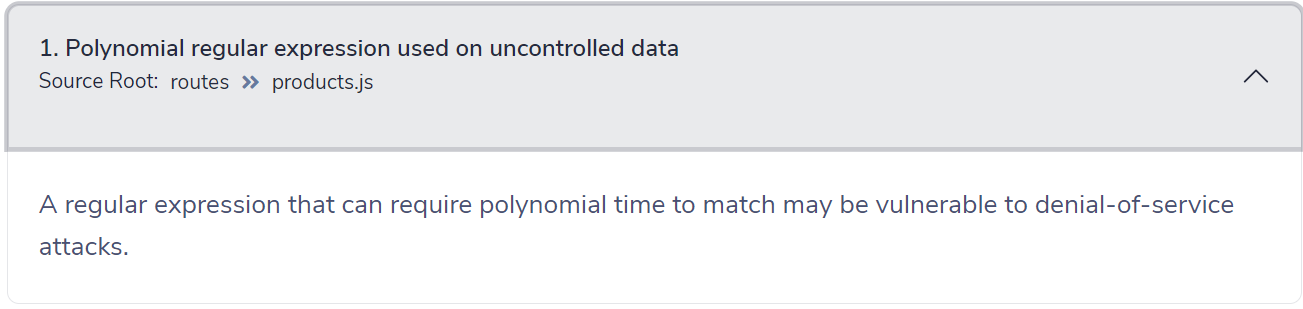 1. Polynomial regular expression used on uncontrolled data
Source Root: routes » products.js
A regular expression that can require polynomial time to match may be vulnerable to denial-of-service
attacks.